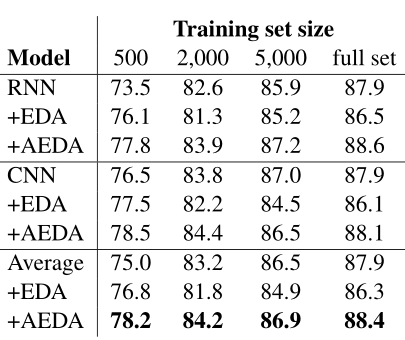 Training set size
Model 500 2,000 5,000 full set
RNN 73.5 82.6 85.9 87.9
+EDA 76.1 81.3 85.2 86.5
+AEDA 77.8 83.9 87.2 88.6
CNN 76.5 83.8 87.0 87.9
+EDA 77.5 82.2 84.5 86.1
+AEDA 78.5 84.4 86.5 88.1
Average 75.0 83.2 86.5 87.9
+EDA 76.8 81.8 84.9 86.3
+AEDA 78.2 84.2 86.9 88.4